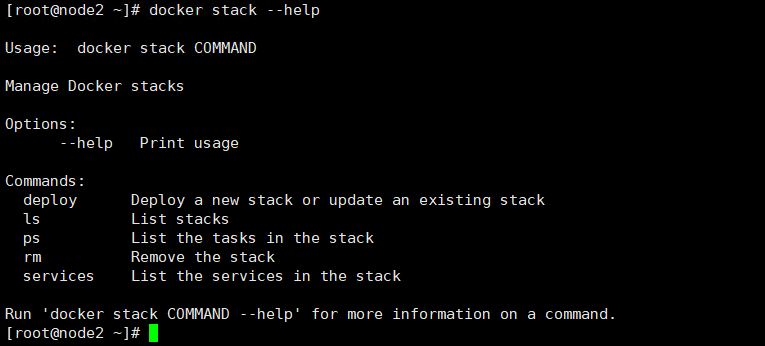 [root@node2 ~]# docker stack --help
Usage:  docker stack COMMAND
Manage Docker stacks
Options:
      --help   Print usage
Commands:
  deploy      Deploy a new stack or update an existing stack
  ls          List stacks
  ps          List the tasks in the stack
  rm          Remove the stack
  services    List the services in the stack
Run 'docker stack COMMAND --help' for more information on a command.
[root@node2 ~]#